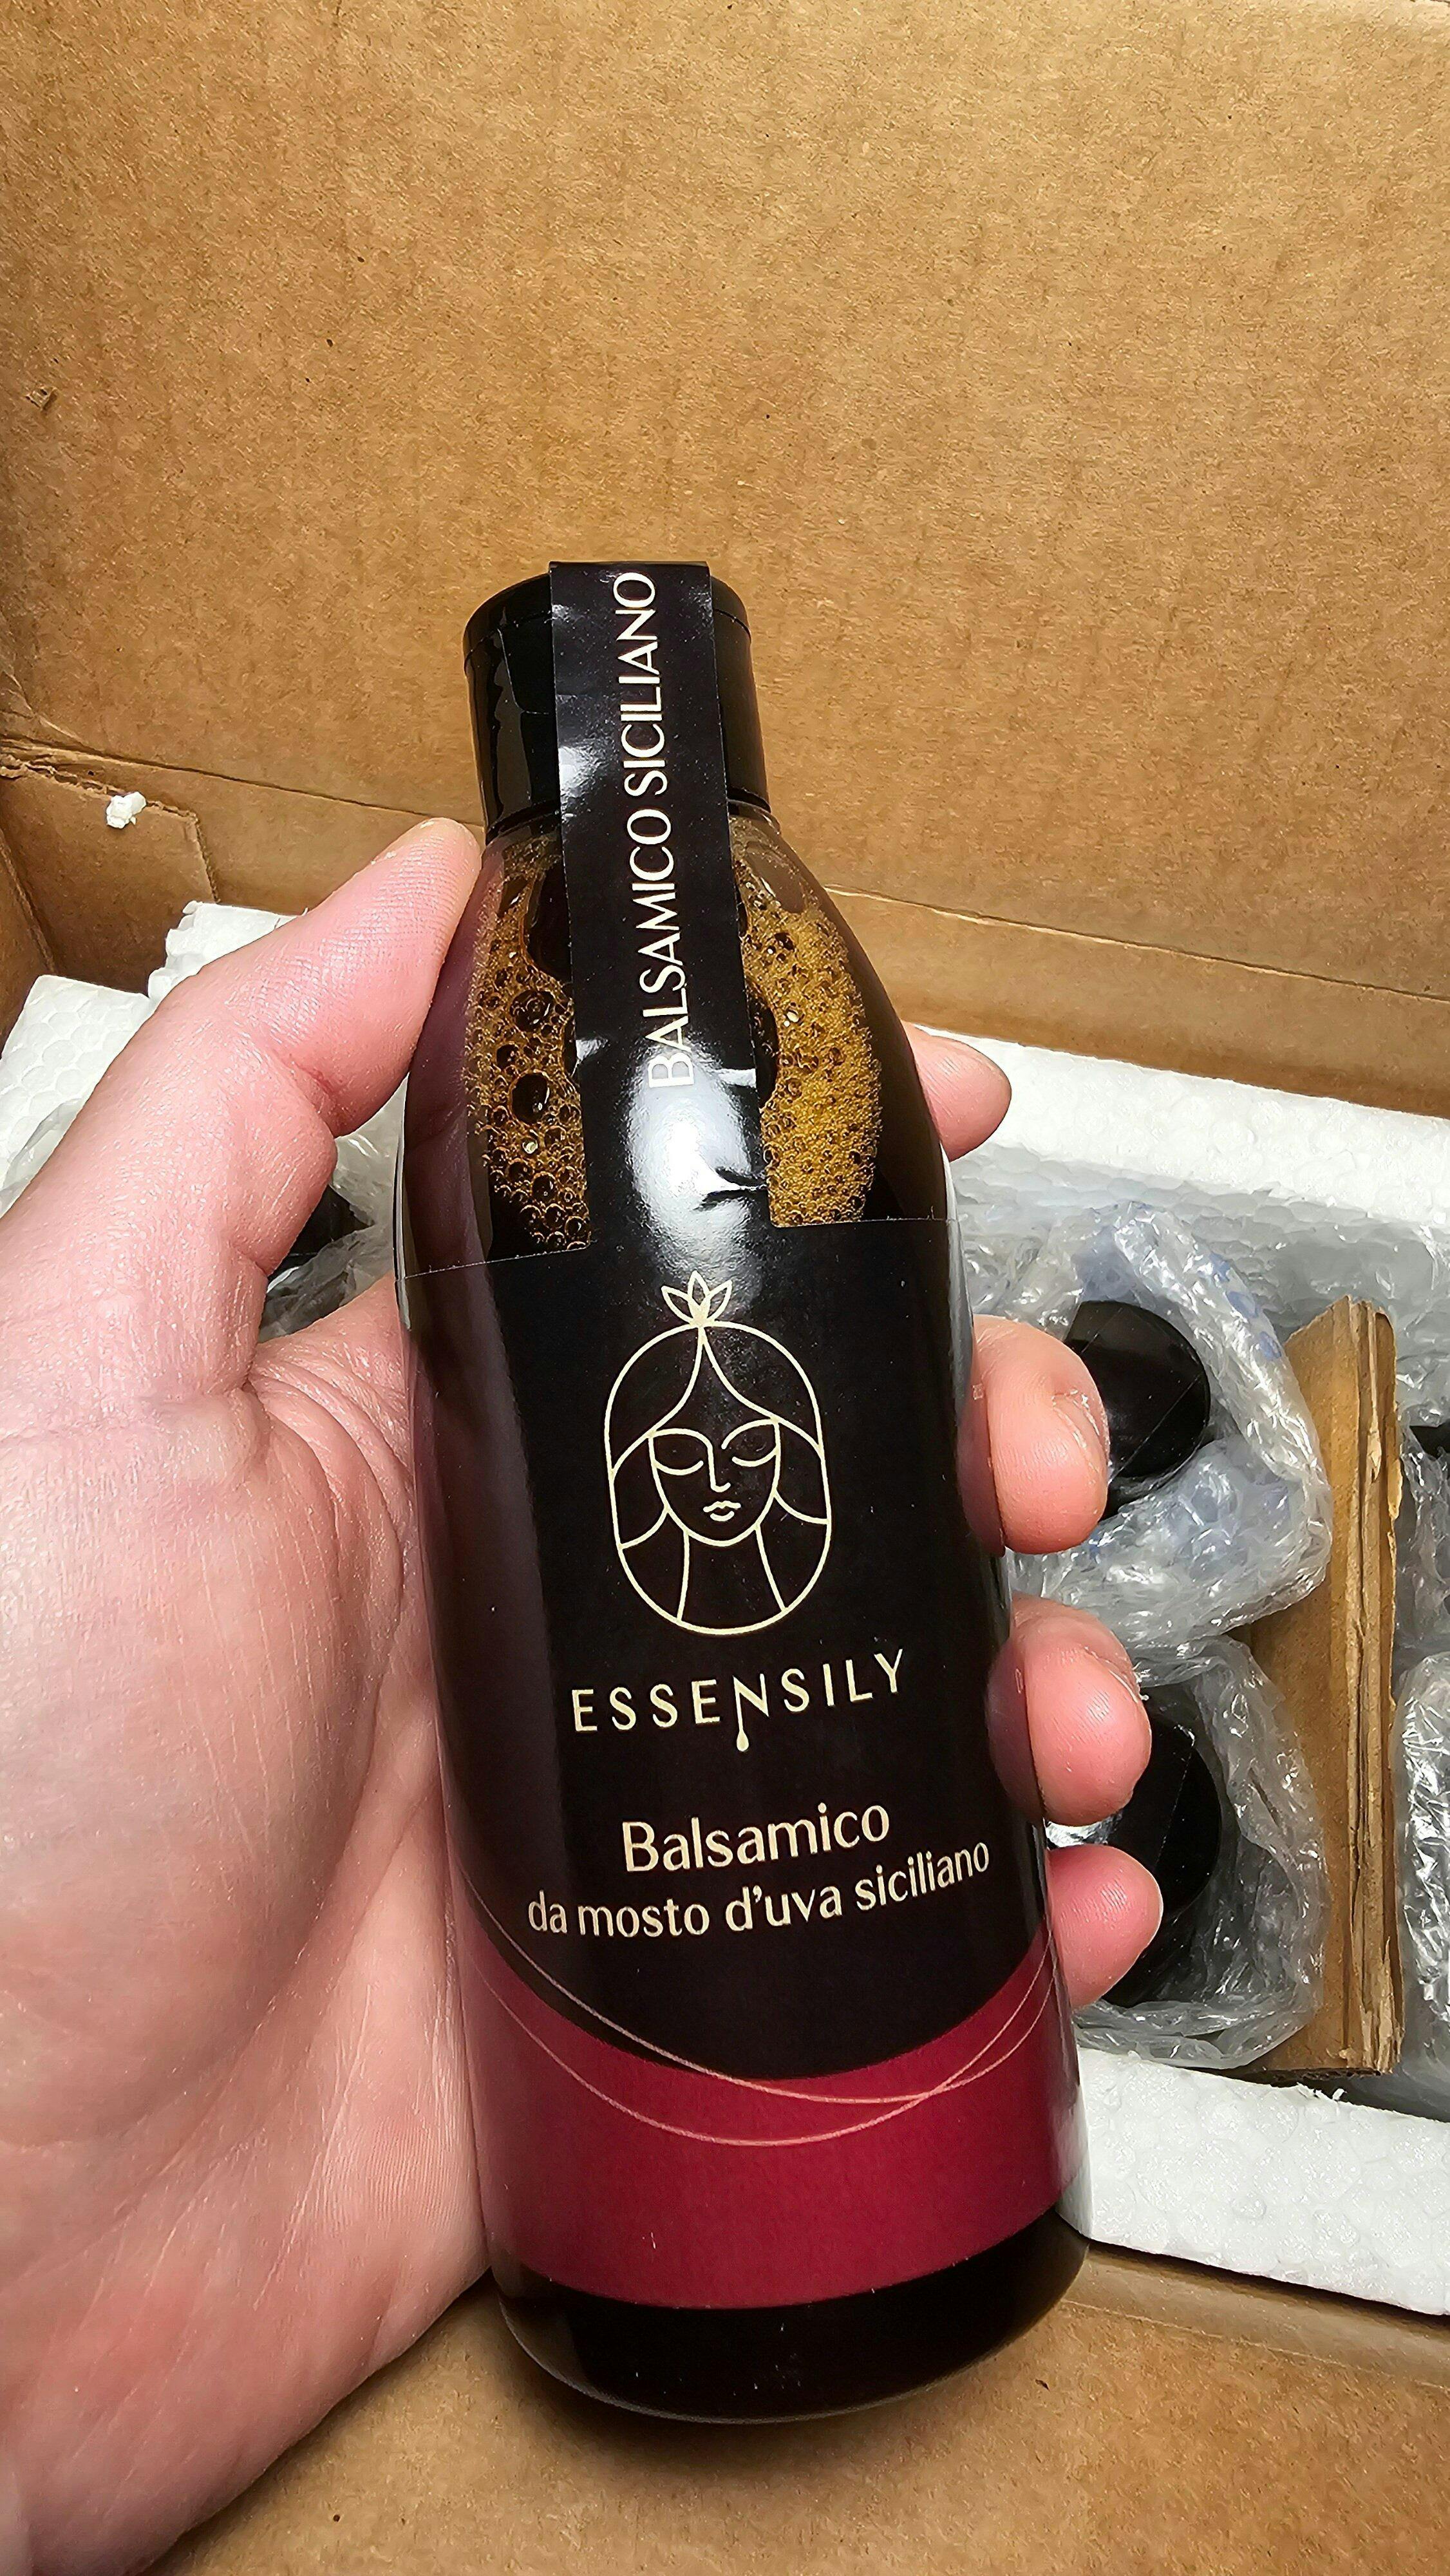 BALSAMICO SICILIANO
ESSENSILY
Balsamico
da mosto d'uva siciliano